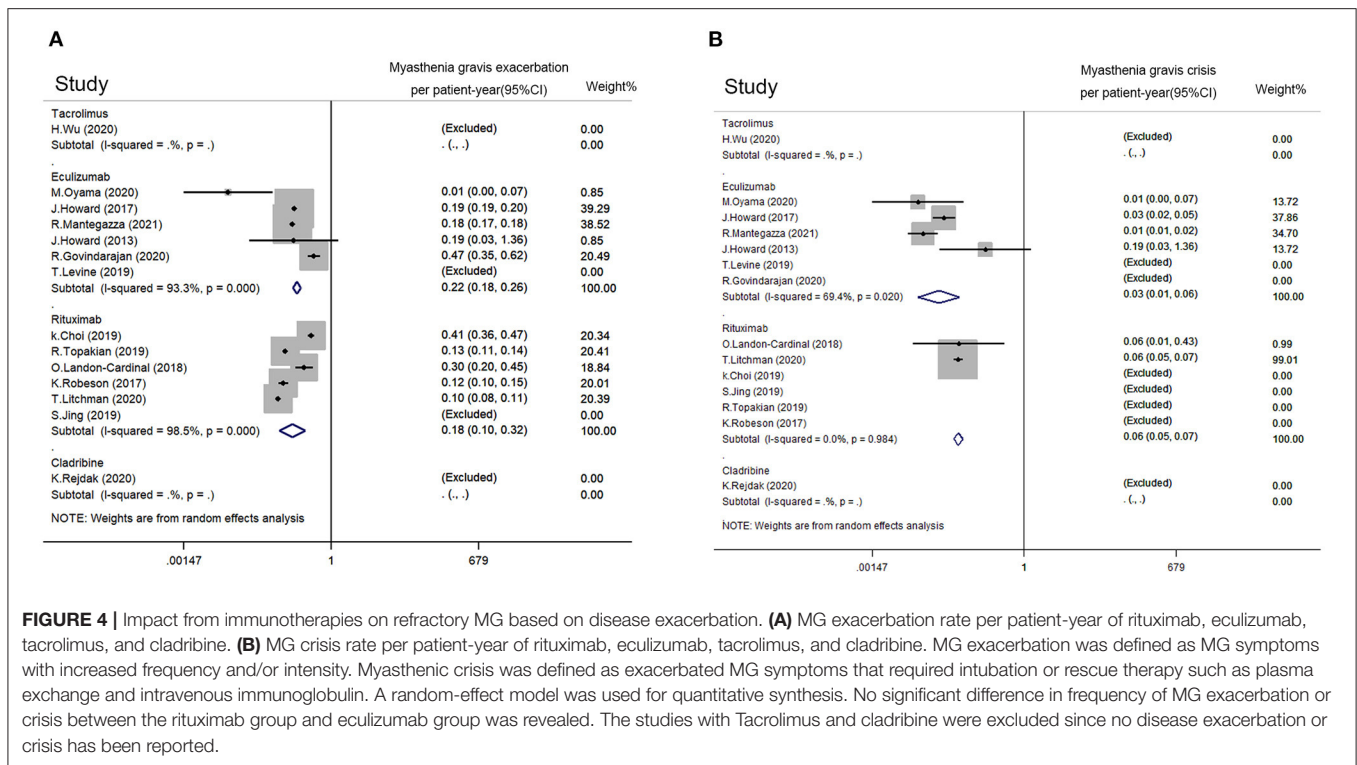 A
Study
Myasthenia gravis exacerbation
per patient-year(95%CI)
Weight%
Tacrolimus
H.Wu (2020) (Excluded) 0.00
Subtotal (I-squared = .%, p = .) . (., .) 0.00
.
Eculizumab
M.Oyama (2020) 0.01 (0.00, 0.07) 0.85
J.Howard (2017) 0.19 (0.19, 0.20) 39.29
R.Mantegazza (2021) 0.18 (0.17, 0.18) 38.52
J.Howard (2013) 0.19 (0.03, 1.36) 0.85
R.Govindarajan (2020) 0.47 (0.35, 0.62) 20.49
T.Levine (2019) (Excluded) 0.00
Subtotal (I-squared = 93.3%, p = 0.000) 0.22 (0.18, 0.26) 100.00
.
Rituximab
k.Choi (2019) 0.41 (0.36, 0.47) 20.34
R.Topakian (2019) 0.13 (0.11, 0.14) 20.41
O.Landon-Cardinal (2018) 0.30 (0.20, 0.45) 18.84
K.Robeson (2017) 0.12 (0.10, 0.15) 20.01
T.Litchman (2020) 0.10 (0.08, 0.11) 20.39
S.Jing (2019) (Excluded) 0.00
Subtotal (I-squared = 98.5%, p = 0.000) 0.18 (0.10, 0.32) 100.00
.
Cladribine
K.Rejdak (2020) (Excluded) 0.00
Subtotal (I-squared = .%, p = .) . (., .) 0.00
NOTE: Weights are from random effects analysis
.00147 1 679
B
Study
Myasthenia gravis crisis
per patient-year(95%CI)
Weight%
Tacrolimus
H.Wu (2020) (Excluded) 0.00
Subtotal (I-squared = .%, p = .) . (., .) 0.00
.
Eculizumab
M.Oyama (2020) 0.01 (0.00, 0.07) 13.72
J.Howard (2017) 0.03 (0.02, 0.05) 37.86
R.Mantegazza (2021) 0.01 (0.01, 0.02) 34.70
J.Howard (2013) 0.19 (0.03, 1.36) 13.72
T.Levine (2019) (Excluded) 0.00
R.Govindarajan (2020) (Excluded) 0.00
Subtotal (I-squared = 69.4%, p = 0.020) 0.03 (0.01, 0.06) 100.00
.
Rituximab
O.Landon-Cardinal (2018) 0.06 (0.01, 0.43) 0.99
T.Litchman (2020) 0.06 (0.05, 0.07) 99.01
k.Choi (2019) (Excluded) 0.00
S.Jing (2019) (Excluded) 0.00
R.Topakian (2019) (Excluded) 0.00
K.Robeson (2017) (Excluded) 0.00
Subtotal (I-squared = 0.0%, p = 0.984) 0.06 (0.05, 0.07) 100.00
.
Cladribine
K.Rejdak (2020) (Excluded) 0.00
Subtotal (I-squared = .%, p = .) . (., .) 0.00
NOTE: Weights are from random effects analysis
.00147 1 679
FIGURE 4 | Impact from immunotherapies on refractory MG based on disease exacerbation. (A) MG exacerbation rate per patient-year of rituximab, eculizumab,
tacrolimus, and cladribine. (B) MG crisis rate per patient-year of rituximab, eculizumab, tacrolimus, and cladribine. MG exacerbation was defined as MG symptoms
with increased frequency and/or intensity. Myasthenic crisis was defined as exacerbated MG symptoms that required intubation or rescue therapy such as plasma
exchange and intravenous immunoglobulin. A random-effect model was used for quantitative synthesis. No significant difference in frequency of MG exacerbation or
crisis between the rituximab group and eculizumab group was revealed. The studies with Tacrolimus and cladribine were excluded since no disease exacerbation or
crisis has been reported.